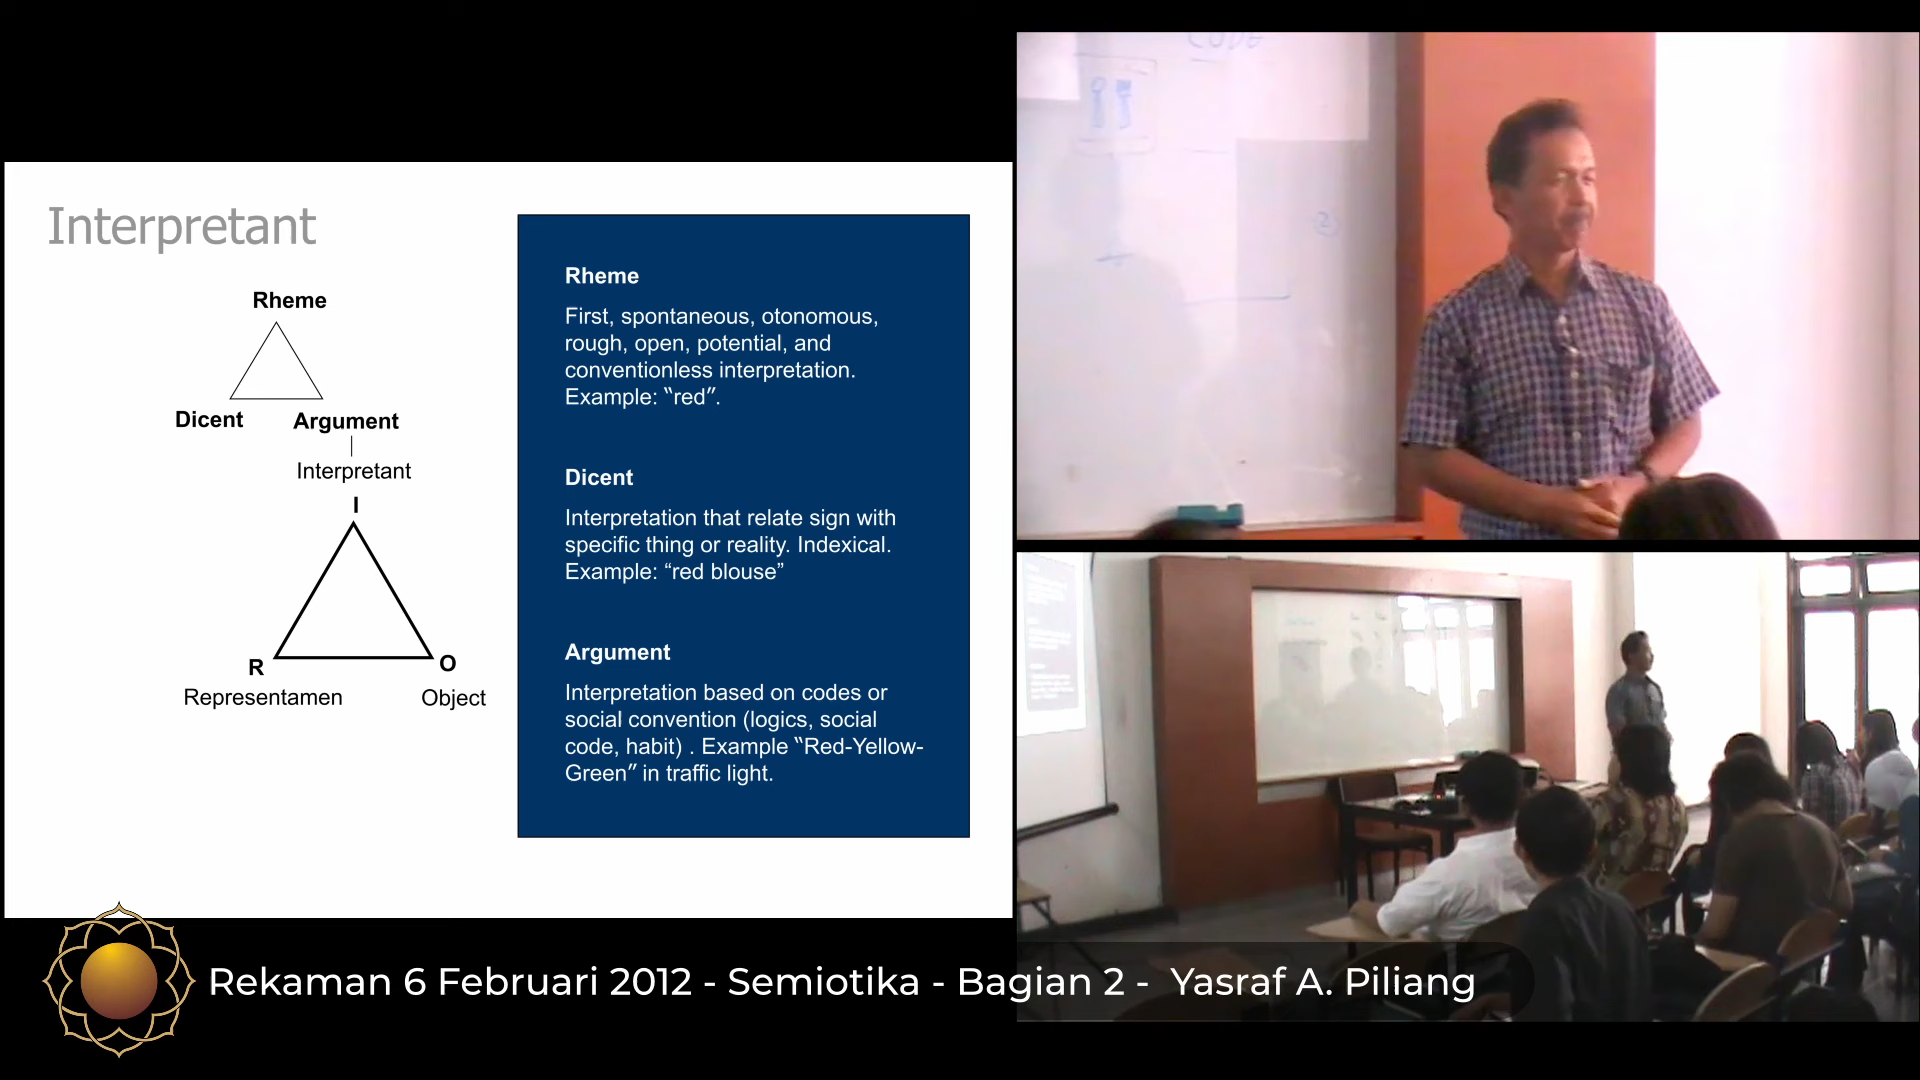 Interpretant
Rheme
Dicent
Argument
Interpretant
I
R
O
Representamen
Object
Rheme
First, spontaneous, otonomous,
rough, open, potential, and
conventionless interpretation.
Example: “red”.
Dicent
Interpretation that relate sign with
specific thing or reality. Indexical.
Example: “red blouse”
Argument
Interpretation based on codes or
social convention (logics, social
code, habit) . Example “Red-Yellow-
Green” in traffic light.
CODE
2
Rekaman 6 Februari 2012 - Semiotika - Bagian 2 - Yasraf A. Piliang